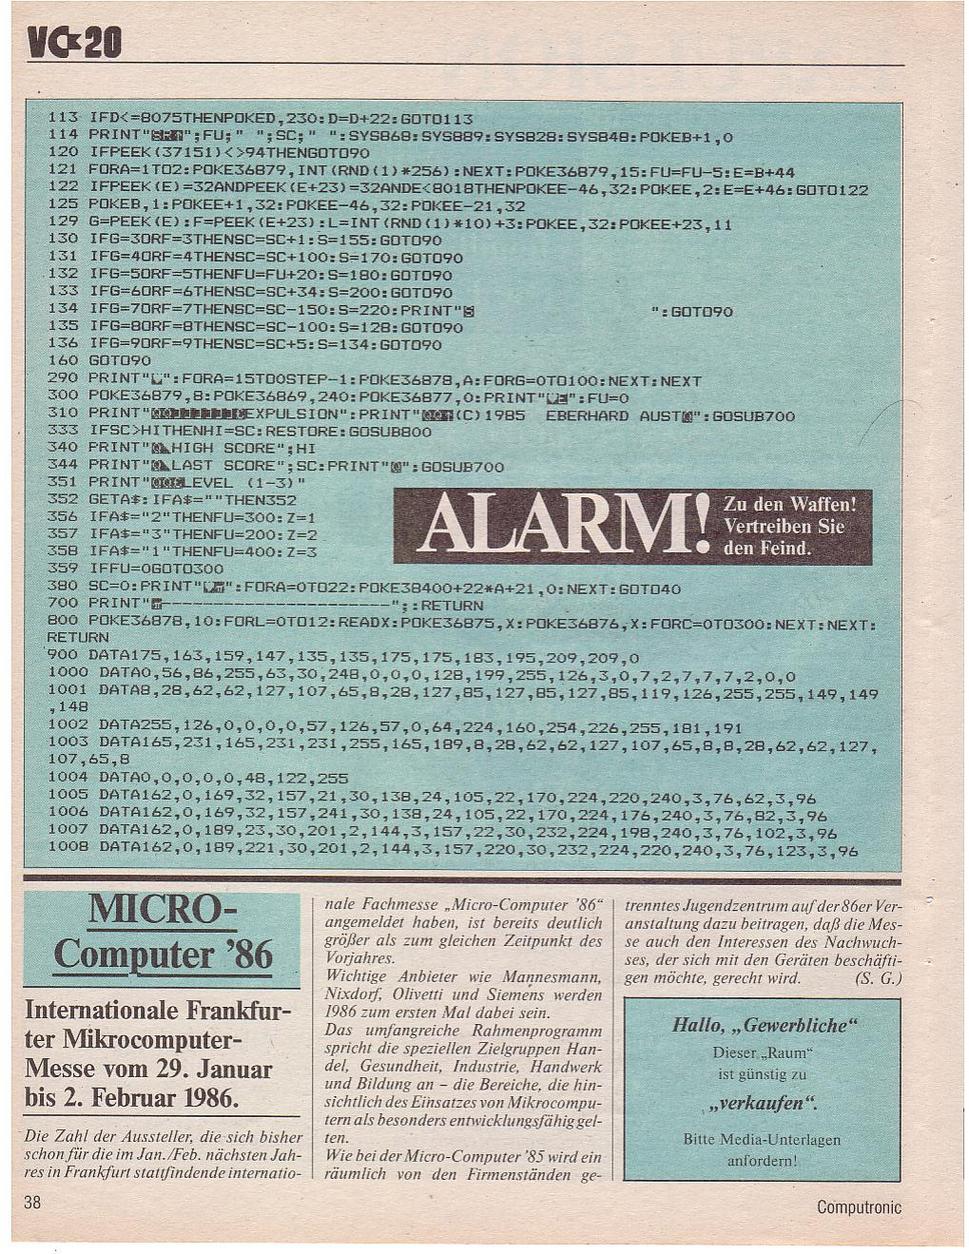 VC-20
113 IFD<=8075THENPOKED,230:D=D+22:GOTO113
114 PRINT" ";FU;" ";SC;" ":SYS868:SYS889:SYS828:SYS848:POKEB+1,0
120 IFPEEK(37151)<>94THENGOTO90
121 FORA=1TO2:POKE36879,INT(RND(1)*256):NEXT:POKE36879,15:FU=FU-5:E=B+44
122 IFPEEK(E)=32ANDPEEK(E+23)=32ANDE<8018THENPOKEE-46,32:POKEE,2:E=E+46:GOTO122
125 POKEB,1:POKEE+1,32:POKEE-46,32:POKEE-21,32
129 G=PEEK(E):F=PEEK(E+23):L=INT(RND(1)*10)+3:POKEE,32:POKEE+23,11
130 IFG=3ORF=3THENSC=SC+1:S=155:GOTO90
131 IFG=4ORF=4THENSC=SC+100:S=170:GOTO90
132 IFG=5ORF=5THENFU=FU+20:S=180:GOTO90
133 IFG=6ORF=6THENSC=SC+34:S=200:GOTO90
134 IFG=7ORF=7THENSC=SC-150:S=220:PRINT" ":GOTO90
135 IFG=8ORF=8THENSC=SC-100:S=128:GOTO90
136 IFG=9ORF=9THENSC=SC+5:S=134:GOTO90
160 GOTO90
290 PRINT" ":FORA=15TO0STEP-1:POKE36878,A:FORG=0TO100:NEXT:NEXT
300 POKE36879,8:POKE36869,240:POKE36877,0:PRINT" ":FU=0
310 PRINT" EXPULSION":PRINT" (C)1985 EBERHARD AUST ":GOSUB700
333 IFSC>HITHENHI=SC:RESTORE:GOSUB800
340 PRINT" HIGH SCORE";HI
344 PRINT" LAST SCORE";SC:PRINT" ":GOSUB700
351 PRINT" LEVEL (1-3)"
352 GETA$:IFA$=""THEN352
356 IFA$="2"THENFU=300:Z=1
357 IFA$="3"THENFU=200:Z=2
358 IFA$="1"THENFU=400:Z=3
359 IFFU=0GOTO300
ALARM!
Zu den Waffen!
Vertreiben Sie
den Feind.
380 SC=0:PRINT" ":FORA=0TO22:POKE38400+22*A+21,0:NEXT:GOTO40
700 PRINT" ---------------------";:RETURN
800 POKE36878,10:FORL=0TO12:READX:POKE36875,X:POKE36876,X:FORC=0TO300:NEXT:NEXT:
RETURN
900 DATA175,163,159,147,135,135,175,175,183,195,209,209,0
1000 DATA0,56,86,255,63,30,248,0,0,0,128,199,255,126,3,0,7,2,7,7,7,2,0,0
1001 DATA8,28,62,62,127,107,65,8,28,127,85,127,85,127,85,119,126,255,255,149,149
,148
1002 DATA255,126,0,0,0,0,57,126,57,0,64,224,160,254,226,255,181,191
1003 DATA165,231,165,231,231,255,165,189,8,28,62,62,127,107,65,8,8,28,62,62,127,
107,65,8
1004 DATA0,0,0,0,0,48,122,255
1005 DATA162,0,169,32,157,21,30,138,24,105,22,170,224,220,240,3,76,62,3,96
1006 DATA162,0,169,32,157,241,30,138,24,105,22,170,224,176,240,3,76,82,3,96
1007 DATA162,0,189,23,30,201,2,144,3,157,22,30,232,224,198,240,3,76,102,3,96
1008 DATA162,0,189,221,30,201,2,144,3,157,220,30,232,224,220,240,3,76,123,3,96
MICRO-
Computer '86
Internationale Frankfur-
ter Mikrocomputer-
Messe vom 29. Januar
bis 2. Februar 1986.
Die Zahl der Aussteller, die sich bisher
schon für die im Jan./Feb. nächsten Jah-
res in Frankfurt stattfindende internatio-
nale Fachmesse „Micro-Computer '86"
angemeldet haben, ist bereits deutlich
größer als zum gleichen Zeitpunkt des
Vorjahres.
Wichtige Anbieter wie Mannesmann,
Nixdorf, Olivetti und Siemens werden
1986 zum ersten Mal dabei sein.
Das umfangreiche Rahmenprogramm
spricht die speziellen Zielgruppen Han-
del, Gesundheit, Industrie, Handwerk
und Bildung an – die Bereiche, die hin-
sichtlich des Einsatzes von Mikrocompu-
tern als besonders entwicklungsfähig gel-
ten.
Wie bei der Micro-Computer '85 wird ein
räumlich von den Firmenständen ge-
trenntes Jugendzentrum auf der 86er Ver-
anstaltung dazu beitragen, daß die Mes-
se auch den Interessen des Nachwuch-
ses, der sich mit den Geräten beschäfti-
gen möchte, gerecht wird. (S. G.)
Hallo, „Gewerbliche"
Dieser „Raum"
ist günstig zu
„verkaufen".
Bitte Media-Unterlagen
anfordern!
38
Computronic